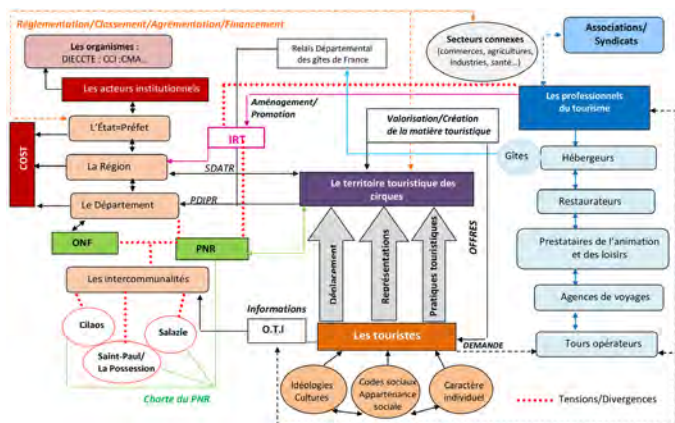 Réglementation/Classement/Agrémentation/Financement
Les organismes :
DIECCTE : CCI :CMA...
Relais Départemental
des gîtes de France
Secteurs connexes
(commerces, agricultures,
industries, santé...)
Associations/
Syndicats
Les acteurs institutionnels
Aménagement/
Promotion
Les professionnels
du tourisme
L'État=Préfet
IRT
Valorisation/Création
de la matière touristique
COST
La Région
SDATR
Gîtes
Hébergeurs
Le territoire touristique des
cirques
Le Département
PDIPR
Restaurateurs
ONF
PNR
OFFRES
Déplacement
Représentations
Pratiques touristiques
Prestataires de l'animation
et des loisirs
Les intercommunalités
Agences de voyages
Cilaos
Salazie
Saint-Paul/
La Possession
Informations
O.T.I
Les touristes
DEMANDE
Tours opérateurs
Idéologies
Cultures
Codes sociaux
Appartenance
sociale
Caractère
individuel
Charte du PNR
Tensions/Divergences